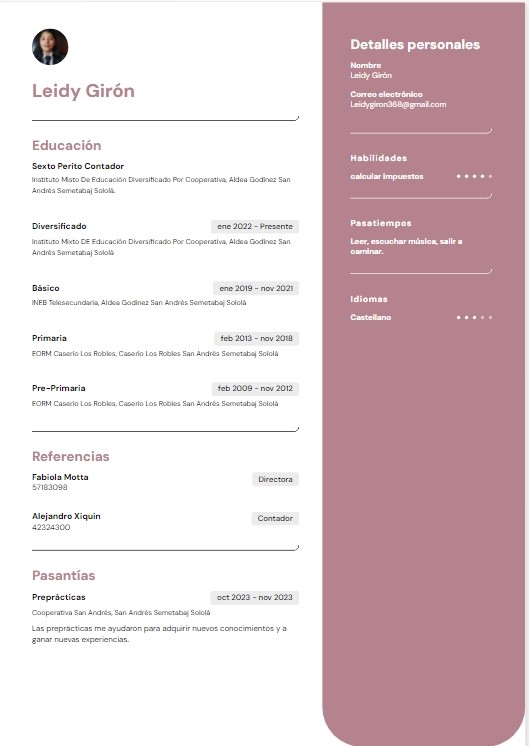 Leidy Girón
Educación
Sexto Perito Contador
Instituto Mixto De Educación Diversificado Por Cooperativa, Aldea Godínez San
Andrés Semetabaj Sololá.
Diversificado
ene 2022 - Presente
Instituto Mixto DE Educación Diversificado Por Cooperativa, Aldea Godínez San
Andrés Semetabaj Sololá
Básico
ene 2019 - nov 2021
INEB Telesecundaria, Aldea Godínez San Andrés Semetabaj Sololá
Primaria
feb 2013 - nov 2018
EORM Caserío Los Robles, Caserío Los Robles San Andrés Semetabaj Sololá
Pre-Primaria
feb 2009 - nov 2012
EORM Caserío Los Robles, Caserío Los Robles San Andrés Semetabaj Sololá
Referencias
Fabiola Motta
Directora
57183098
Alejandro Xiquin
Contador
42324300
Pasantías
Preprácticas
oct 2023 - nov 2023
Cooperativa San Andrés, San Andrés Semetabaj Sololá
Las preprácticas me ayudaron para adquirir nuevos conocimientos y a
ganar nuevas experiencias.
Detalles personales
Nombre
Leidy Girón
Correo electrónico
Leidygiron368@gmail.com
Habilidades
calcular impuestos
Pasatiempos
Leer, escuchar música, salir a
caminar.
Idiomas
Castellano